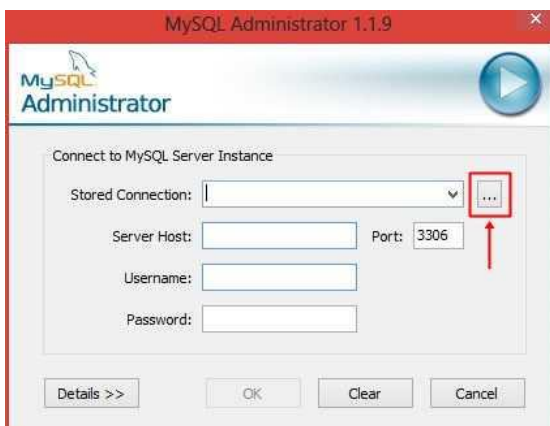 MySQL Administrator 1.1.9
×
MySQL
Administrator
Connect to MySQL Server Instance
Stored Connection:
...
Server Host:
Port: 3306
Username:
Password:
Details >>
OK
Clear
Cancel